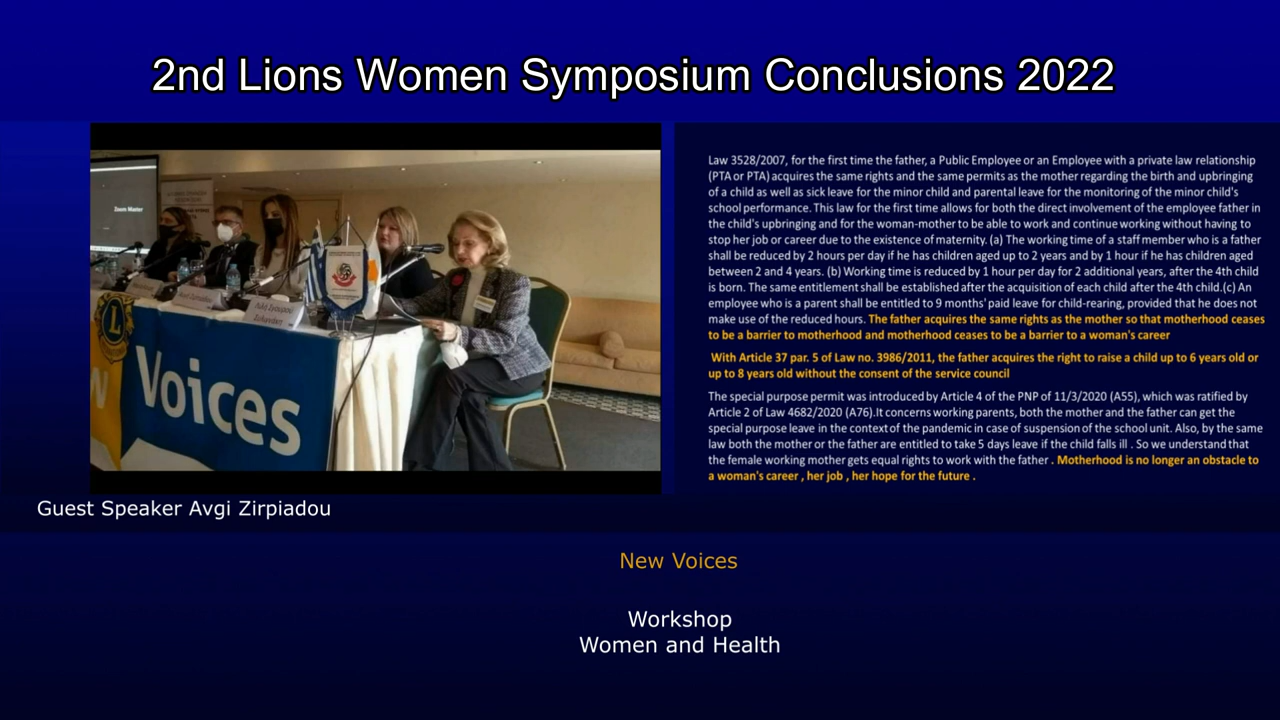 2nd Lions Women Symposium Conclusions 2022
Zoom Master
Voices
Law 3528/2007, for the first time the father, a Public Employee or an Employee with a private law relationship
(PTA or PTA) acquires the same rights and the same permits as the mother regarding the birth and upbringing
of a child as well as sick leave for the minor child and parental leave for the monitoring of the minor child's
school performance. This law for the first time allows for both the direct involvement of the employee father in
the child's upbringing and for the woman-mother to be able to work and continue working without having to
stop her job or career due to the existence of maternity. (a) The working time of a staff member who is a father
shall be reduced by 2 hours per day if he has children aged up to 2 years and by 1 hour if he has children aged
between 2 and 4 years. (b) Working time is reduced by 1 hour per day for 2 additional years, after the 4th child
is born. The same entitlement shall be established after the acquisition of each child after the 4th child.(c) An
employee who is a parent shall be entitled to 9 months' paid leave for child-rearing, provided that he does not
make use of the reduced hours. The father acquires the same rights as the mother so that motherhood ceases
to be a barrier to motherhood and motherhood ceases to be a barrier to a woman's career
With Article 37 par. 5 of Law no. 3986/2011, the father acquires the right to raise a child up to 6 years old or
up to 8 years old without the consent of the service council
The special purpose permit was introduced by Article 4 of the PNP of 11/3/2020 (A55), which was ratified by
Article 2 of Law 4682/2020 (A76).It concerns working parents, both the mother and the father can get the
special purpose leave in the context of the pandemic in case of suspension of the school unit. Also, by the same
law both the mother or the father are entitled to take 5 days leave if the child falls ill . So we understand that
the female working mother gets equal rights to work with the father . Motherhood is no longer an obstacle to
a woman's career , her job , her hope for the future .
Guest Speaker Avgi Zirpiadou
New Voices
Workshop
Women and Health